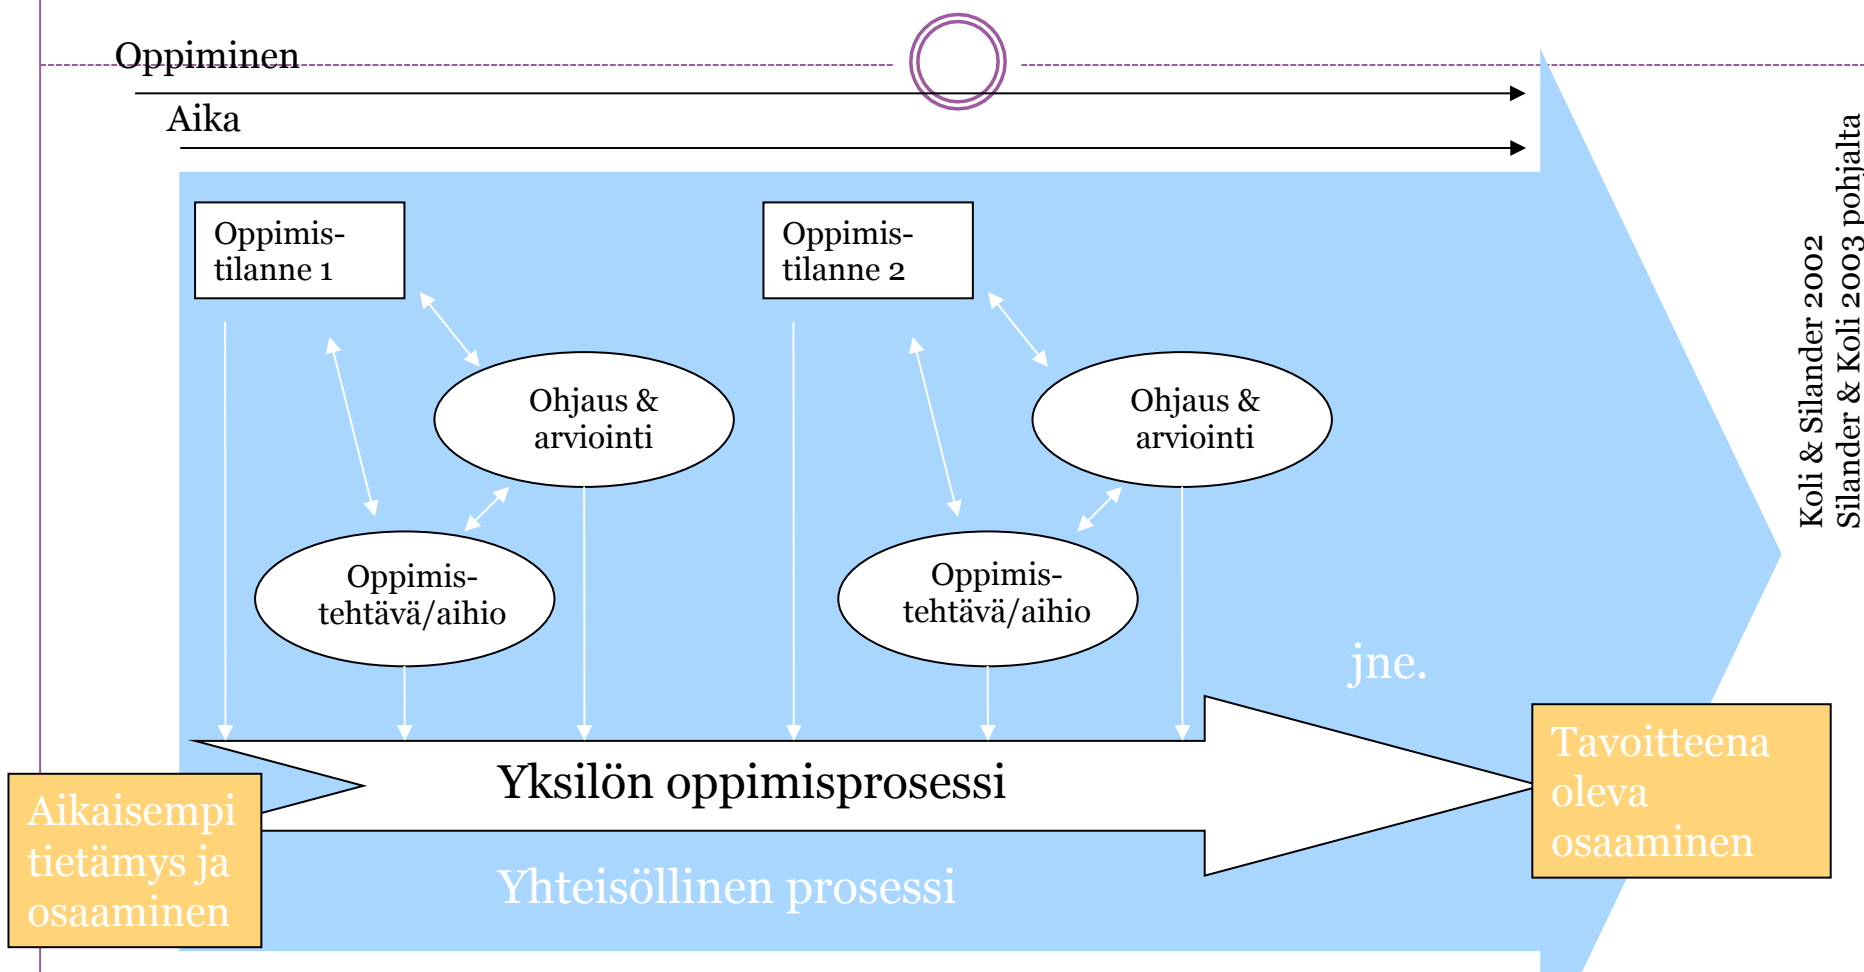 Oppiminen
Aika
Oppimis-
tilanne 1
Oppimis-
tilanne 2
Ohjaus &
arviointi
Ohjaus &
arviointi
Oppimis-
tehtävä/aihio
Oppimis-
tehtävä/aihio
jne.
Yksilön oppimisprosessi
Yhteisöllinen prosessi
Aikaisempi
tietämys ja
osaaminen
Tavoitteena
oleva
osaaminen
Koli & Silander 2002
Silander & Koli 2003 pohjalta